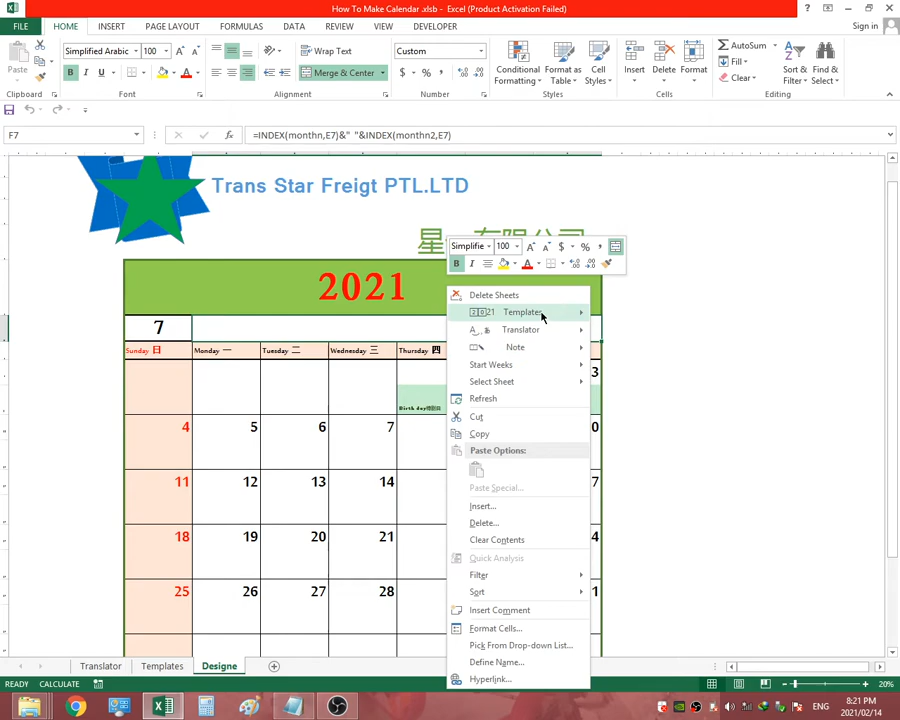 How To Make Calendar .xlsb - Excel (Product Activation Failed)
FILE HOME INSERT PAGE LAYOUT FORMULAS DATA REVIEW VIEW DEVELOPER Sign in
Simplified Arabic 100 Wrap Text Custom AutoSum
Paste Conditional Formatting Format as Table Cell Styles Insert Delete Format Fill Sort & Filter Find & Select
B I U Merge & Center $ % , Clear
Clipboard Font Alignment Number Styles Cells Editing
F7 =INDEX(monthn,E7)&" "&INDEX(monthn2,E7)
Trans Star Freigt PTL.LTD
Simplifie 100 $ % ,
B I A
2021
7
Sunday 日 Monday 一 Tuesday 二 Wednesday 三 Thursday 四
3
Birth day
4 5 6 7 0
11 12 13 14 7
18 19 20 21 4
25 26 27 28 1
Delete Sheets
2021 Templates
Translator
Note
Start Weeks
Select Sheet
Refresh
Cut
Copy
Paste Options:
Paste Special...
Insert...
Delete...
Clear Contents
Quick Analysis
Filter
Sort
Insert Comment
Format Cells...
Pick From Drop-down List...
Define Name...
Hyperlink...
Translator Templates Designe
READY CALCULATE 20%
ENG 8:21 PM
2021/02/14